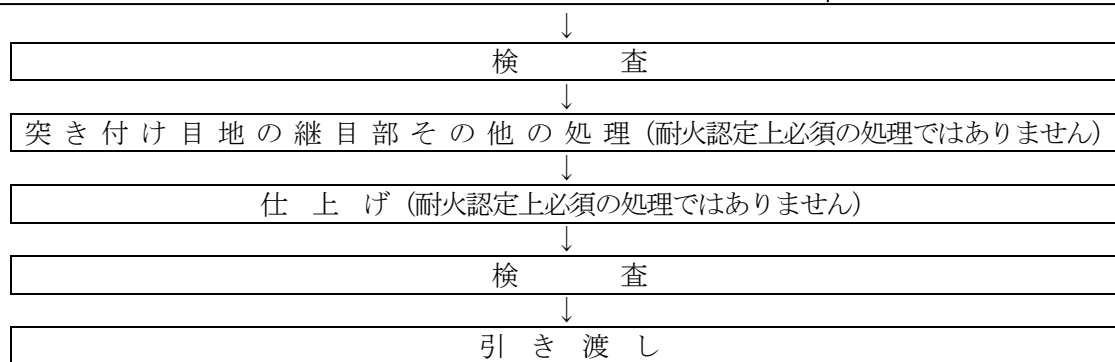 ↓
検査
↓
突き付け目地の継目部その他の処理(耐火認定上必須の処理ではありません)
↓
仕上げ(耐火認定上必須の処理ではありません)
↓
検査
↓
引き渡し